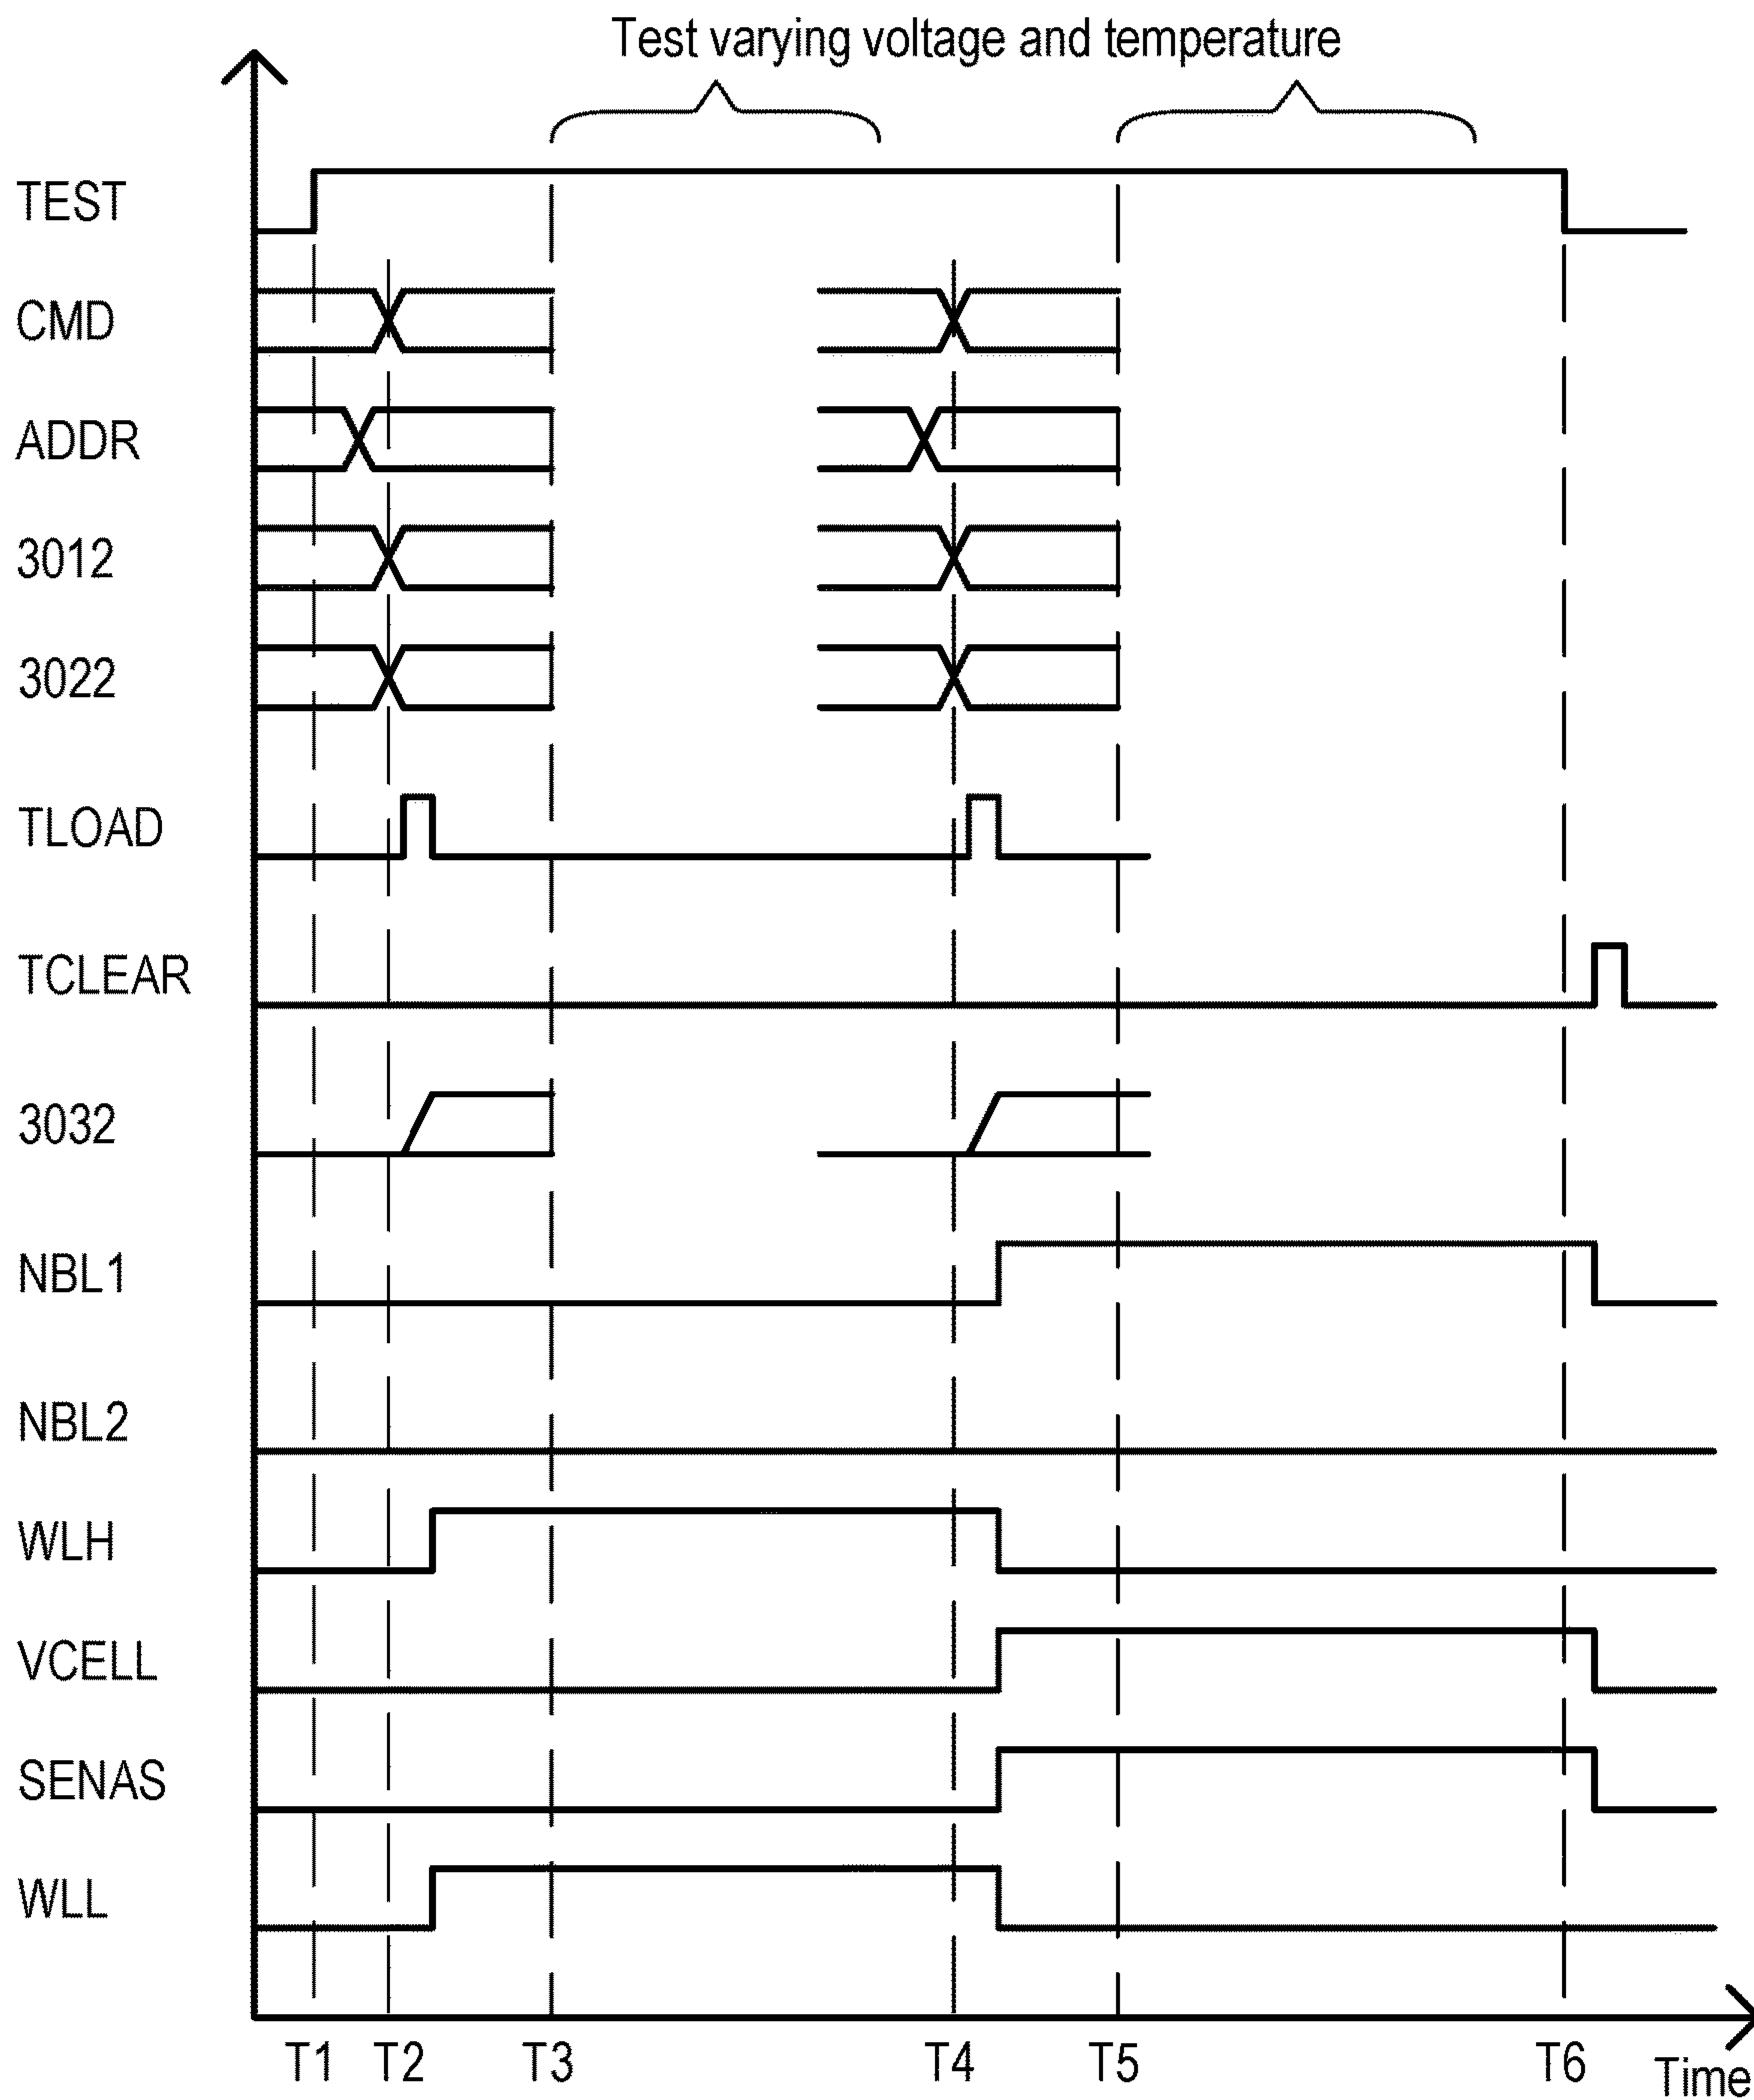 Test varying voltage and temperature
TEST
CMD
ADDR
3012
3022
TLOAD
TCLEAR
3032
NBL1
NBL2
WLH
VCELL
SENAS
WLL
T1 T2 T3 T4 T5 T6 Time